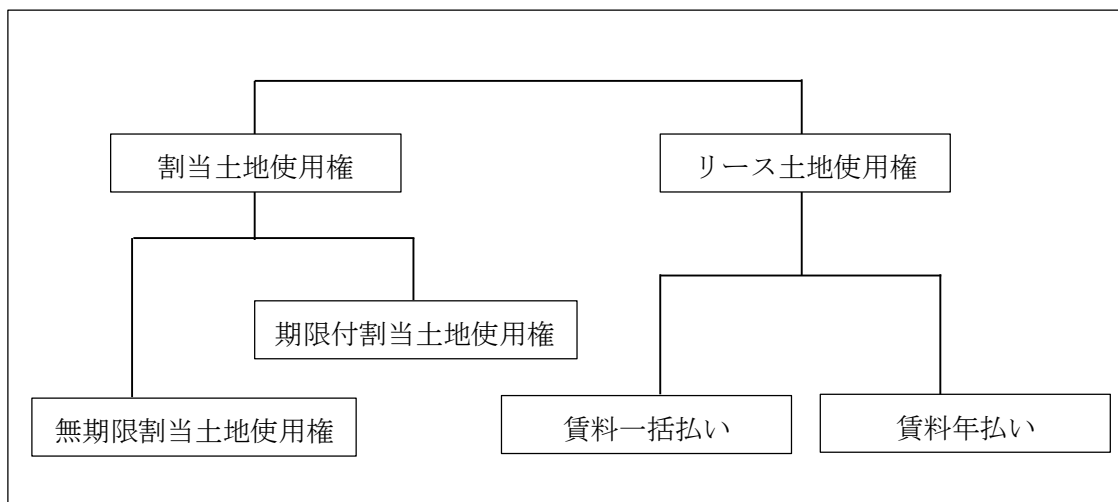 割当土地使用権
リース土地使用権
期限付割当土地使用権
無期限割当土地使用権
賃料一括払い
賃料年払い